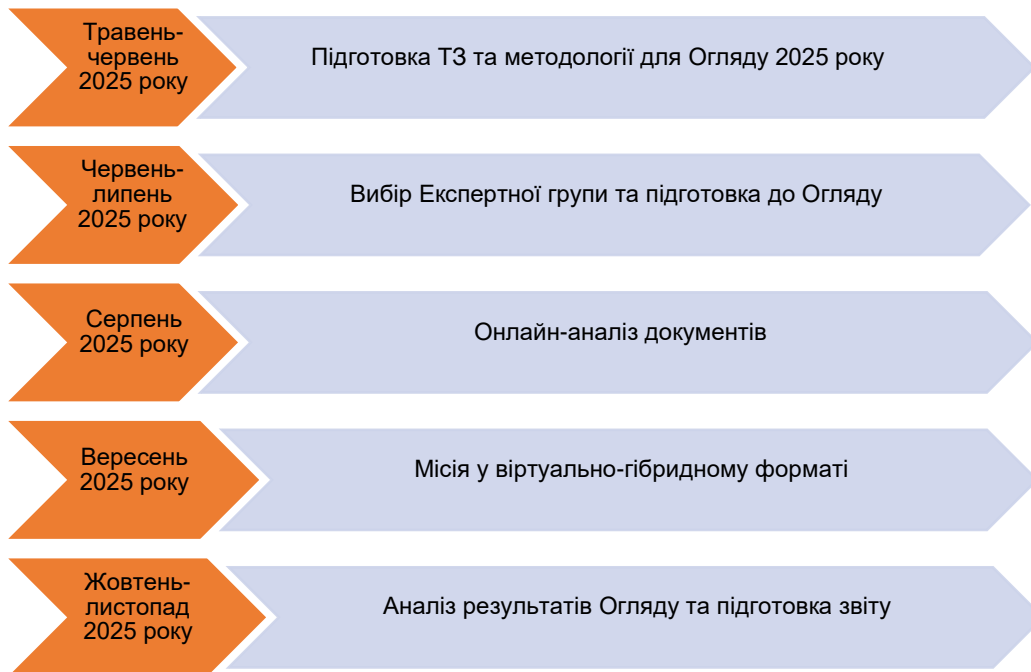 Травень-
червень
2025 року
Підготовка ТЗ та методології для Огляду 2025 року
Червень-
липень
2025 року
Вибір Експертної групи та підготовка до Огляду
Серпень
2025 року
Онлайн-аналіз документів
Вересень
2025 року
Місія у віртуально-гібридному форматі
Жовтень-
листопад
2025 року
Аналіз результатів Огляду та підготовка звіту